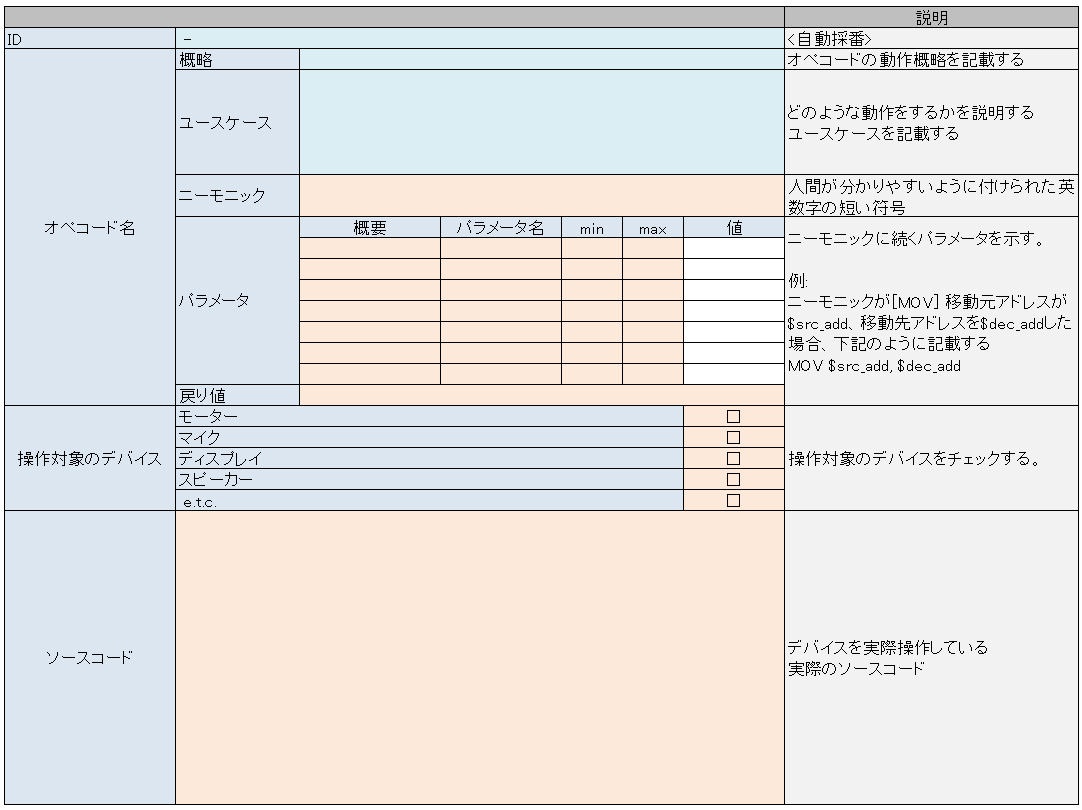 説明
ID
-
<自動採番>
オペコード名
概略
オペコードの動作概略を記載する
ユースケース
どのような動作をするかを説明する
ユースケースを記載する
ニーモニック
人間が分かりやすいように付けられた英
数字の短い符号
パラメータ
概要 パラメータ名 min max 値
ニーモニックに続くパラメータを示す。
例:
ニーモニックが[MOV] 移動元アドレスが
$src_add、移動先アドレスを$dec_addした
場合、下記のように記載する
MOV $src_add, $dec_add
戻り値
操作対象のデバイス
モーター □
マイク □
ディスプレイ □
スピーカー □
e.t.c. □
操作対象のデバイスをチェックする。
ソースコード
デバイスを実際操作している
実際のソースコード